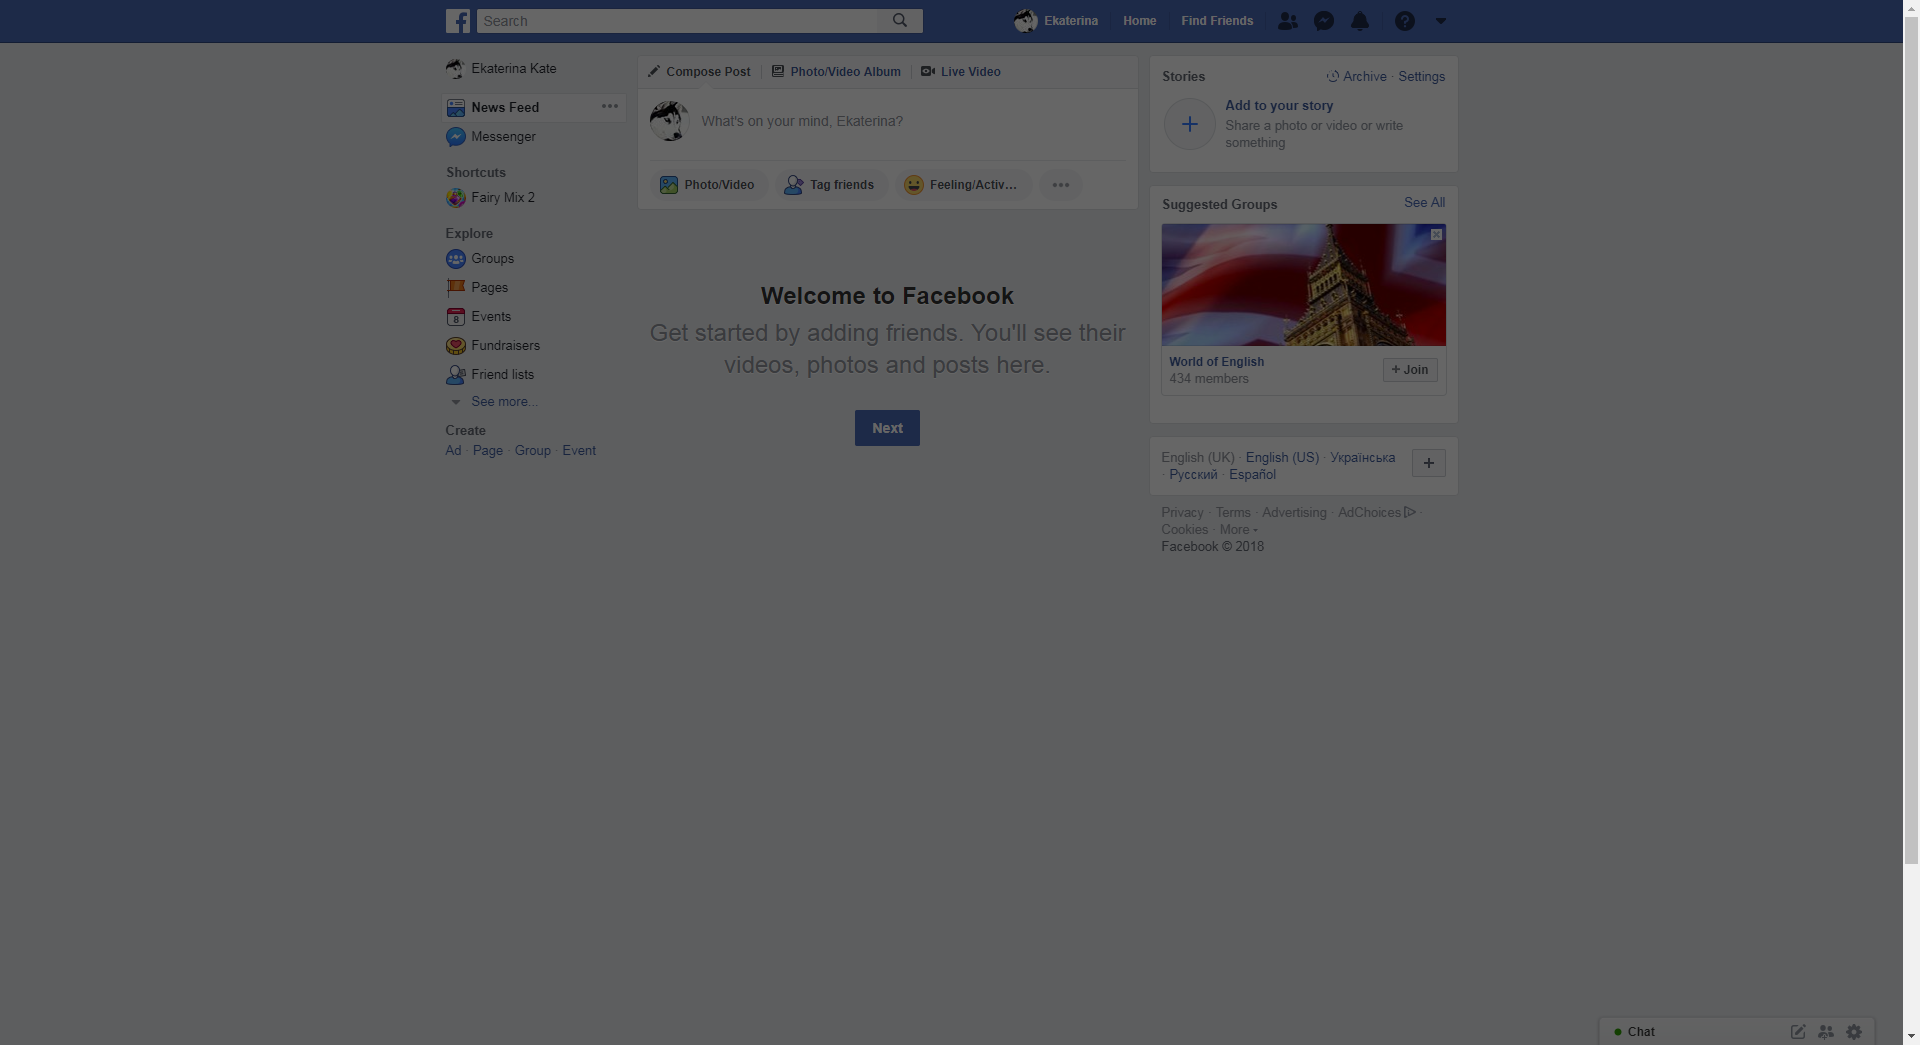 Search
Ekaterina
Home
Find Friends
Ekaterina Kate
News Feed
Messenger
Shortcuts
Fairy Mix 2
Explore
Groups
Pages
8
Events
Fundraisers
Friend lists
See more...
Create
Ad · Page · Group · Event
Compose Post
Photo/Video Album
Live Video
What's on your mind, Ekaterina?
Photo/Video
Tag friends
Feeling/Activ...
Welcome to Facebook
Get started by adding friends. You'll see their
videos, photos and posts here.
Next
Stories
Archive · Settings
Add to your story
Share a photo or video or write
something
Suggested Groups
See All
World of English
434 members
+ Join
English (UK) · English (US) · Українська
· Русский · Español
Privacy · Terms · Advertising · AdChoices ·
Cookies · More
Facebook © 2018
Chat